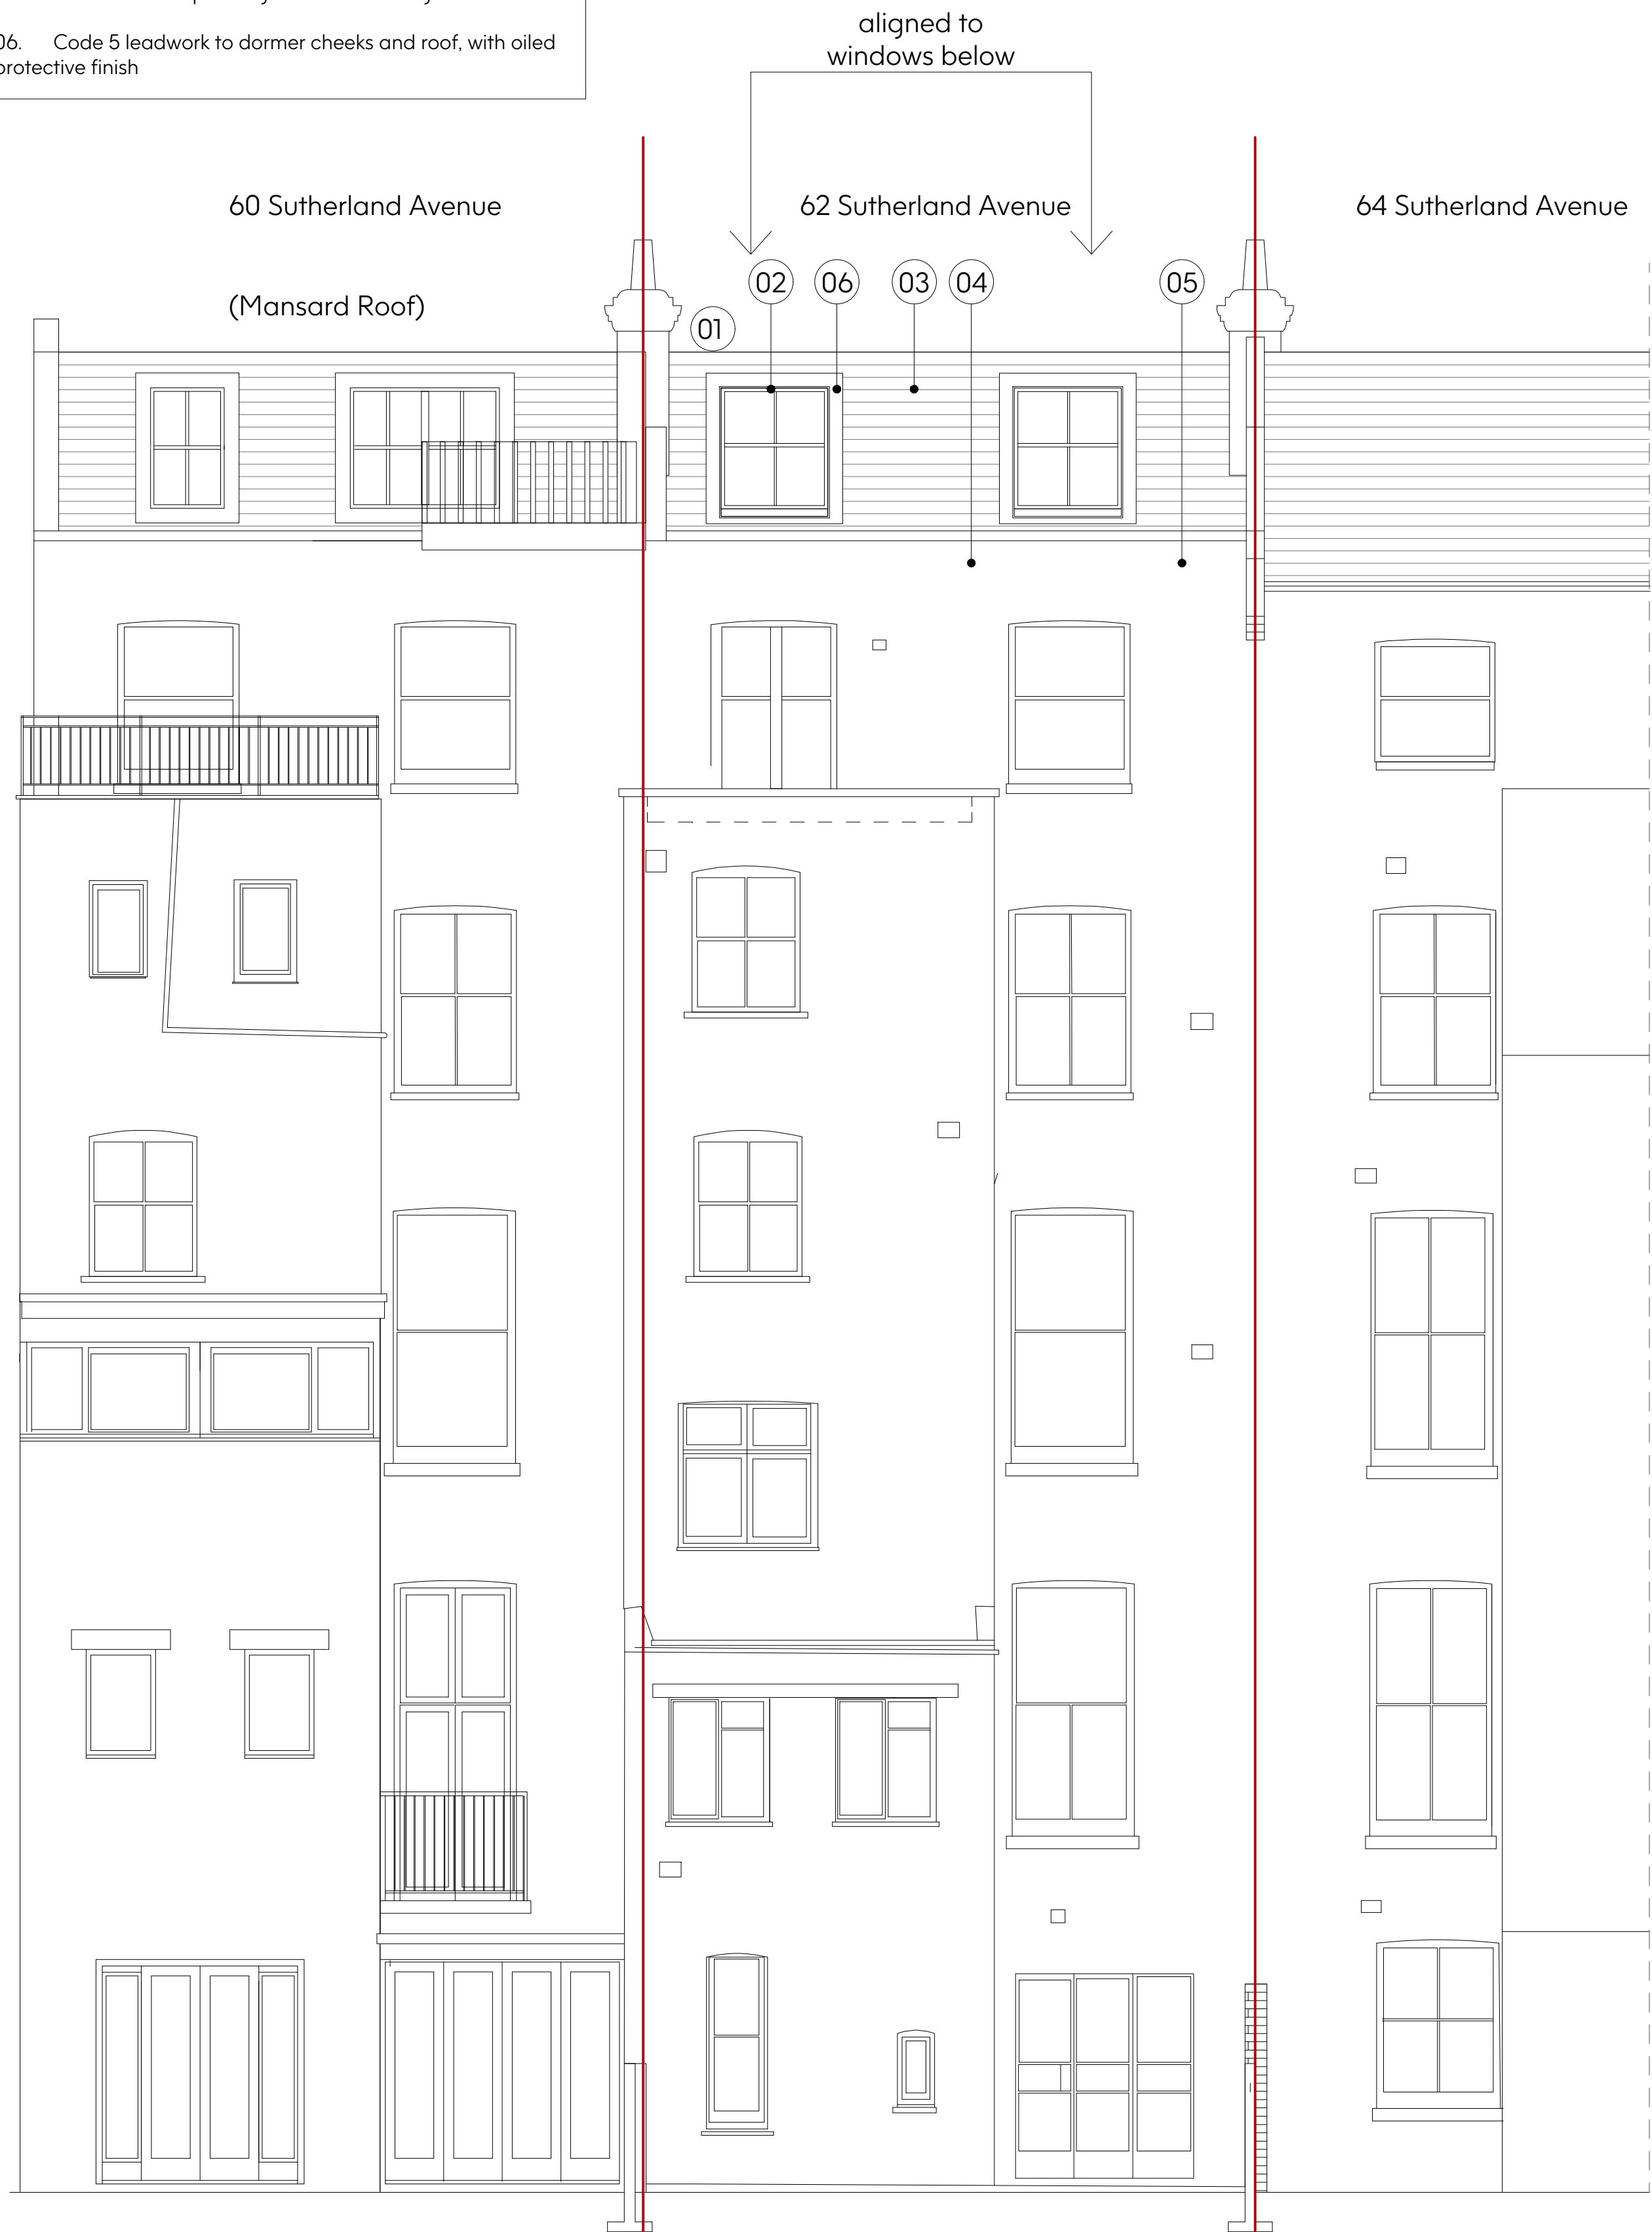 06. Code 5 leadwork to dormer cheeks and roof, with oiled
protective finish
aligned to
windows below
60 Sutherland Avenue
62 Sutherland Avenue
64 Sutherland Avenue
(Mansard Roof)
01
02
06
03
04
05